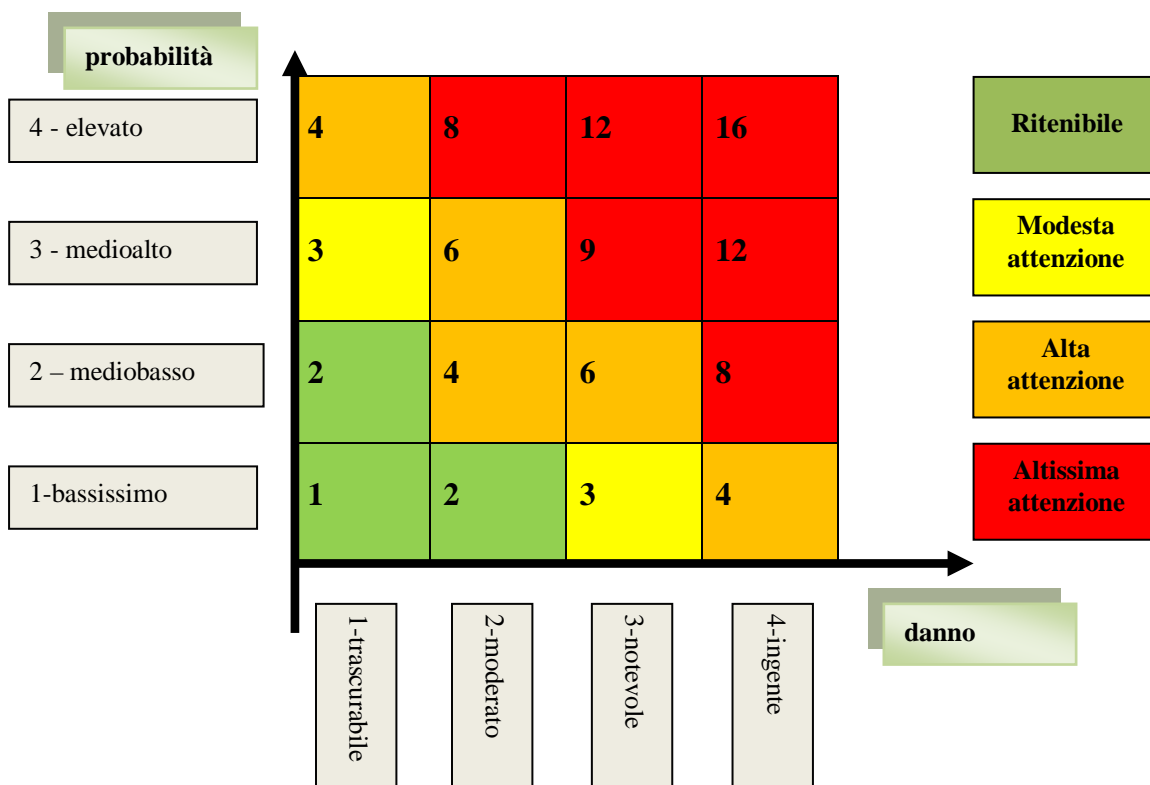 probabilità
4 - elevato
4
8
12
16
Ritenibile
3 - medioalto
3
6
9
12
Modesta
attenzione
2 – mediobasso
2
4
6
8
Alta
attenzione
1-bassissimo
1
2
3
4
Altissima
attenzione
1-trascurabile
2-moderato
3-notevole
4-ingente
danno